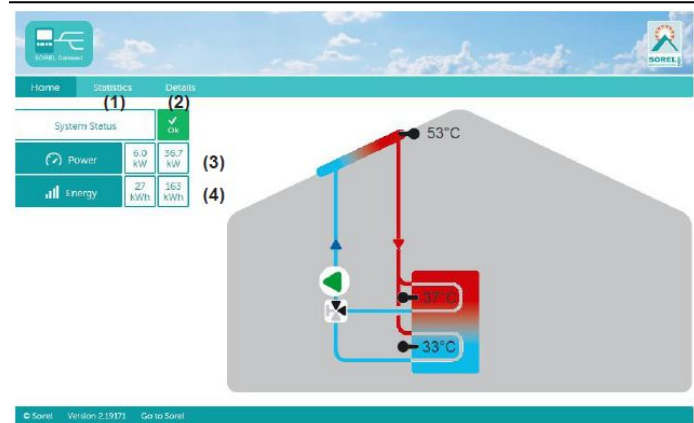 SOREL Connect
SOREL
Home Statistics Details
(1) (2)
System Status Ok
Power 6.0 kW 36.7 kW (3)
Energy 27 kWh 163 kWh (4)
53°C
37°C
33°C
© Sorel Version 2.19171 Go to Sorel